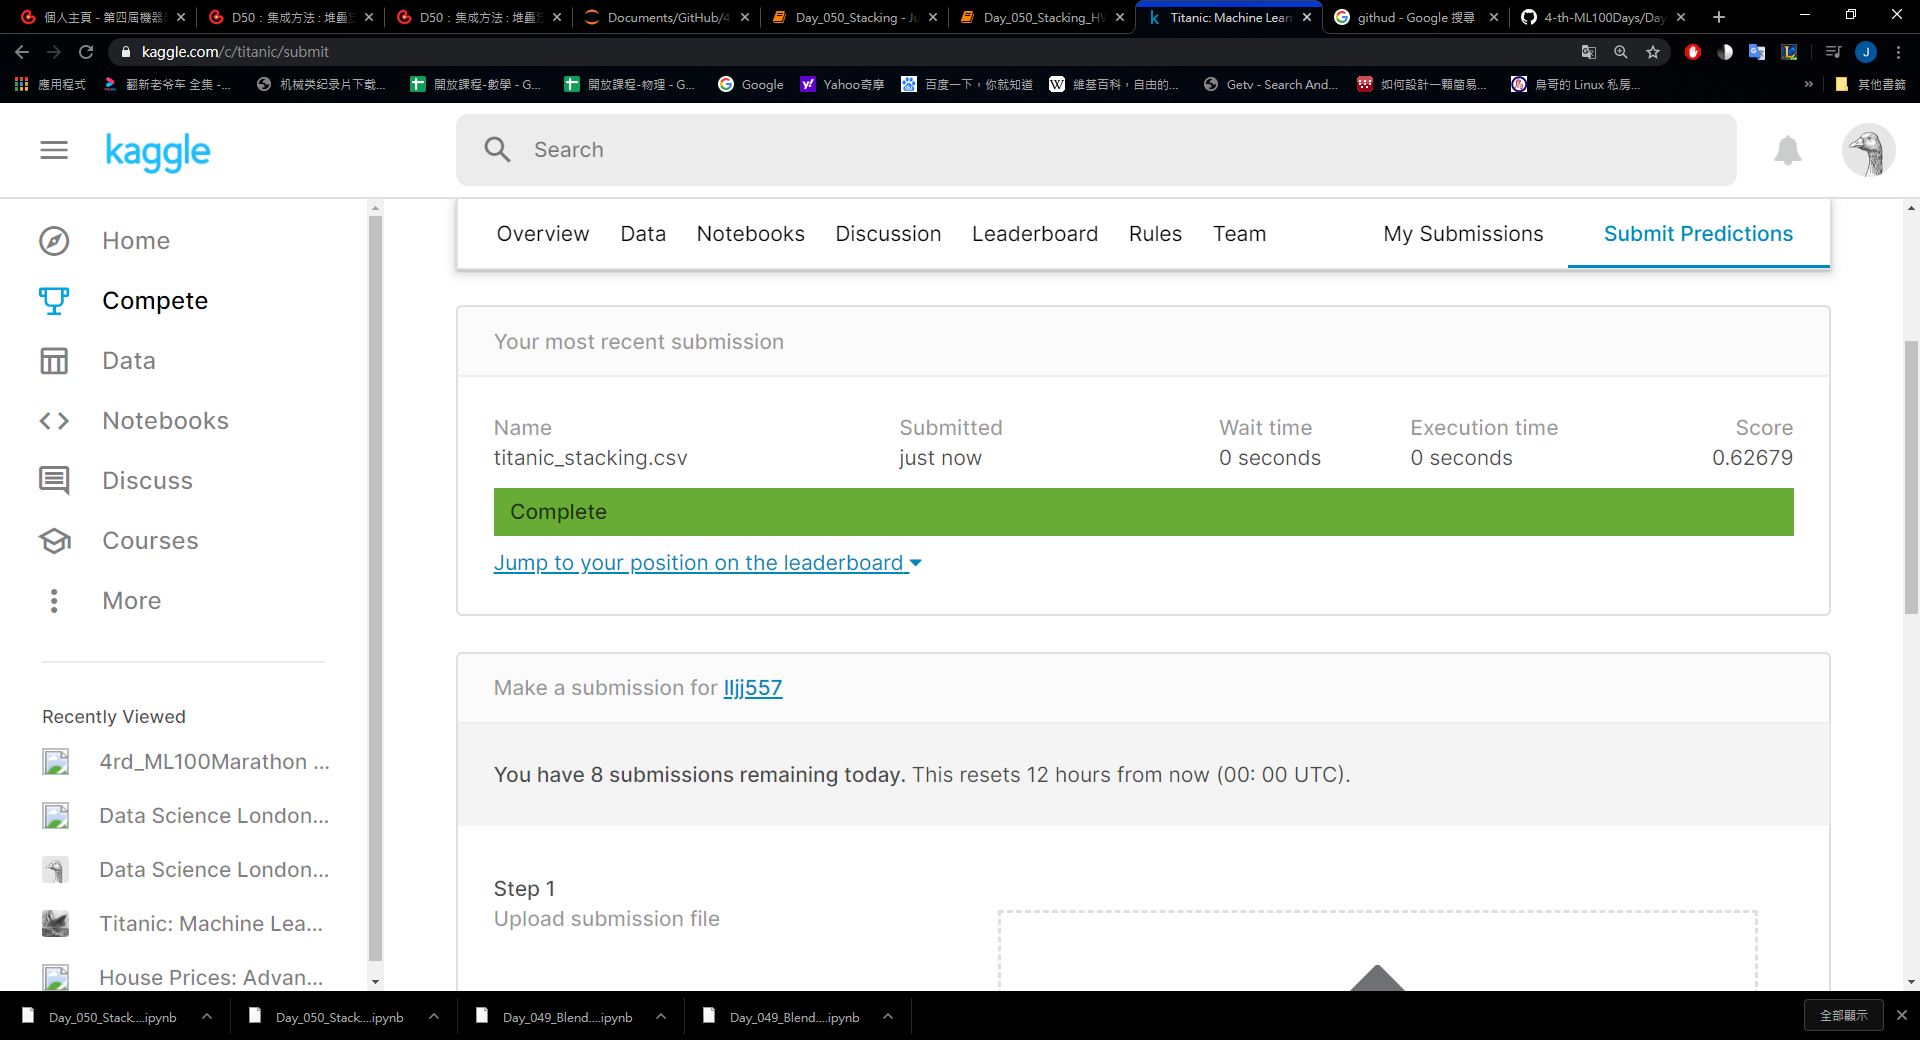 個人主頁 - 第四屆機器
D50：集成方法 : 堆疊泛
D50：集成方法 : 堆疊泛
Documents/GitHub/4
Day_050_Stacking - Ju
Day_050_Stacking_HW
Titanic: Machine Lear
githud - Google 搜尋
4-th-ML100Days/Day
kaggle.com/c/titanic/submit
應用程式
翻新老爷车 全集 -...
机械类纪录片下载...
開放課程-數學 - G...
開放課程-物理 - G...
Google
Yahoo奇摩
百度一下，你就知道
維基百科，自由的...
Getv - Search And...
如何設計一顆簡易...
鳥哥的 Linux 私房...
»
其他書籤
kaggle
Search
Home
Compete
Data
Notebooks
Discuss
Courses
More
Recently Viewed
4rd_ML100Marathon ...
Data Science London...
Data Science London...
Titanic: Machine Lea...
House Prices: Advan...
Overview
Data
Notebooks
Discussion
Leaderboard
Rules
Team
My Submissions
Submit Predictions
Your most recent submission
Name
Submitted
Wait time
Execution time
Score
titanic_stacking.csv
just now
0 seconds
0 seconds
0.62679
Complete
Jump to your position on the leaderboard
Make a submission for lljj557
You have 8 submissions remaining today. This resets 12 hours from now (00: 00 UTC).
Step 1
Upload submission file
Day_050_Stack....ipynb
Day_050_Stack....ipynb
Day_049_Blend....ipynb
Day_049_Blend....ipynb
全部顯示